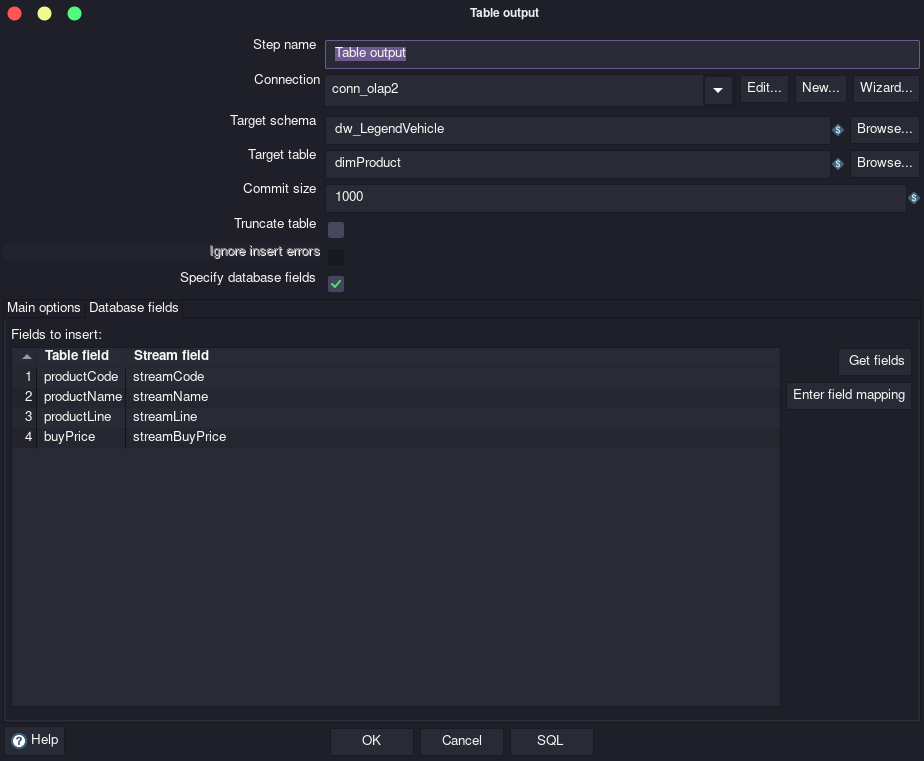 Table output
Step name Table output
Connection conn_olap2 Edit... New... Wizard...
Target schema dw_LegendVehicle $ Browse...
Target table dimProduct $ Browse...
Commit size 1000 $
Truncate table
Ignore insert errors
Specify database fields
Main options Database fields
Fields to insert:
Table field Stream field
1 productCode streamCode
2 productName streamName
3 productLine streamLine
4 buyPrice streamBuyPrice
Get fields
Enter field mapping
? Help OK Cancel SQL